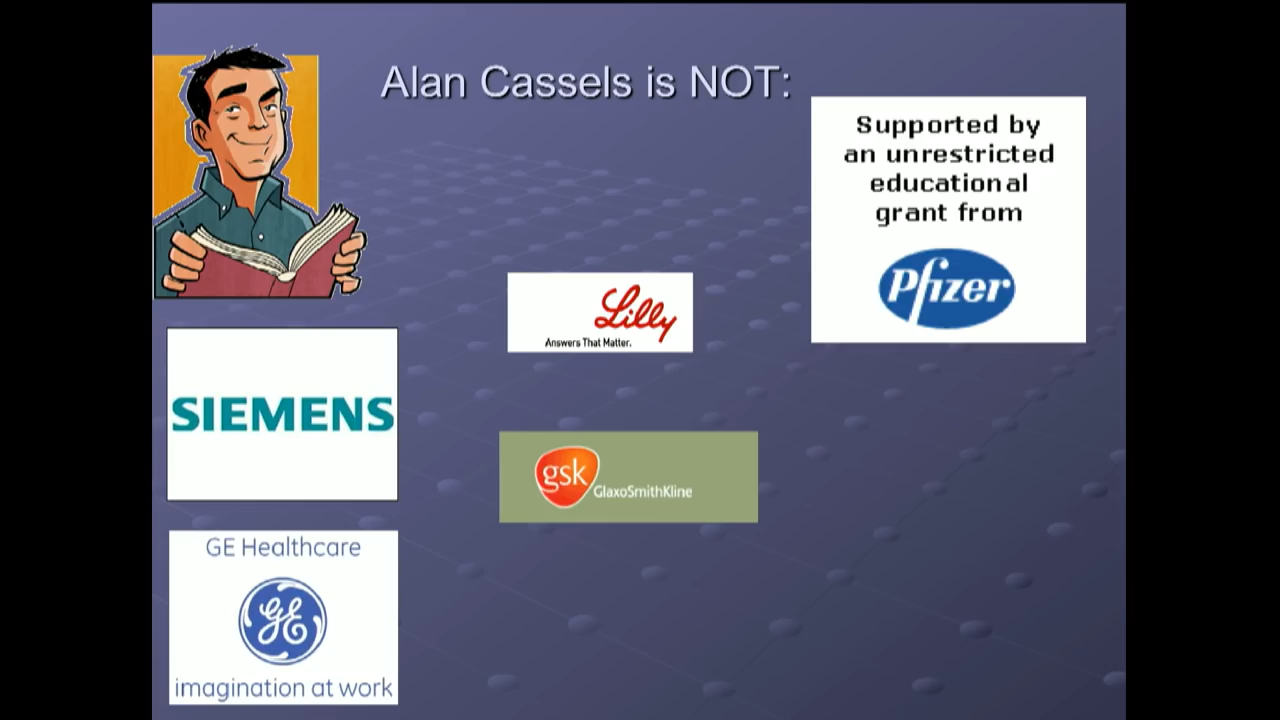 Alan Cassels is NOT:
Supported by
an unrestricted
educational
grant from
Pfizer
Lilly
Answers That Matter.
SIEMENS
gsk
GlaxoSmithKline
GE Healthcare
GE
imagination at work